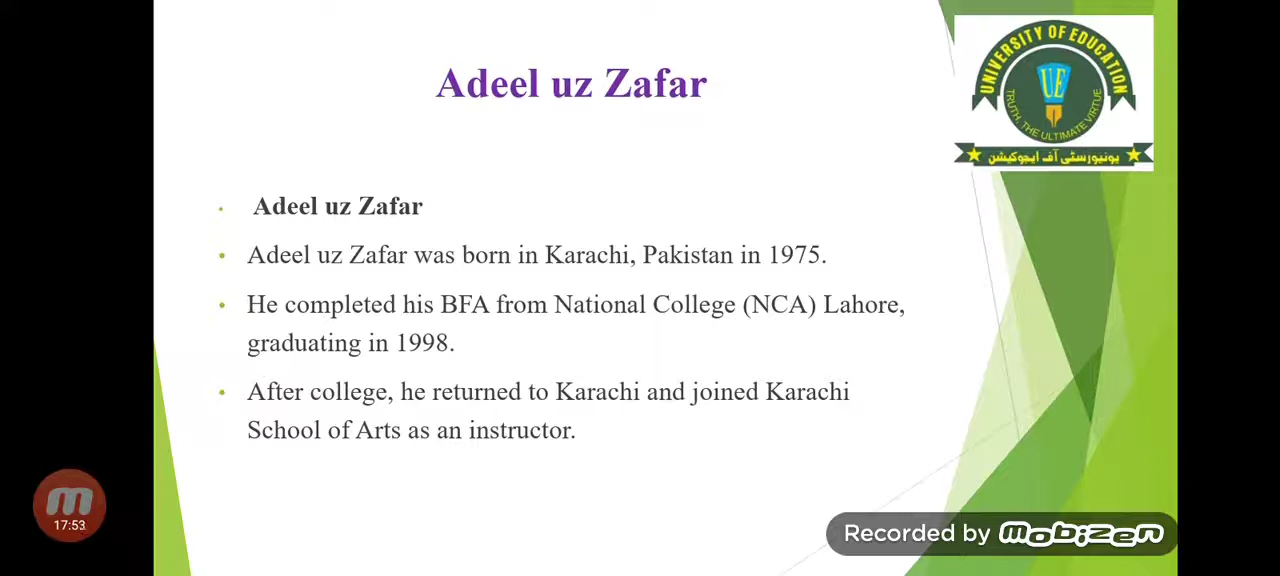 Adeel uz Zafar
UNIVERSITY OF EDUCATION
UE
TRUTH, THE ULTIMATE VIRTUE
یونیورسٹی آف ایجوکیشن
Adeel uz Zafar
Adeel uz Zafar was born in Karachi, Pakistan in 1975.
He completed his BFA from National College (NCA) Lahore,
graduating in 1998.
After college, he returned to Karachi and joined Karachi
School of Arts as an instructor.
17:53
Recorded by Mobizen